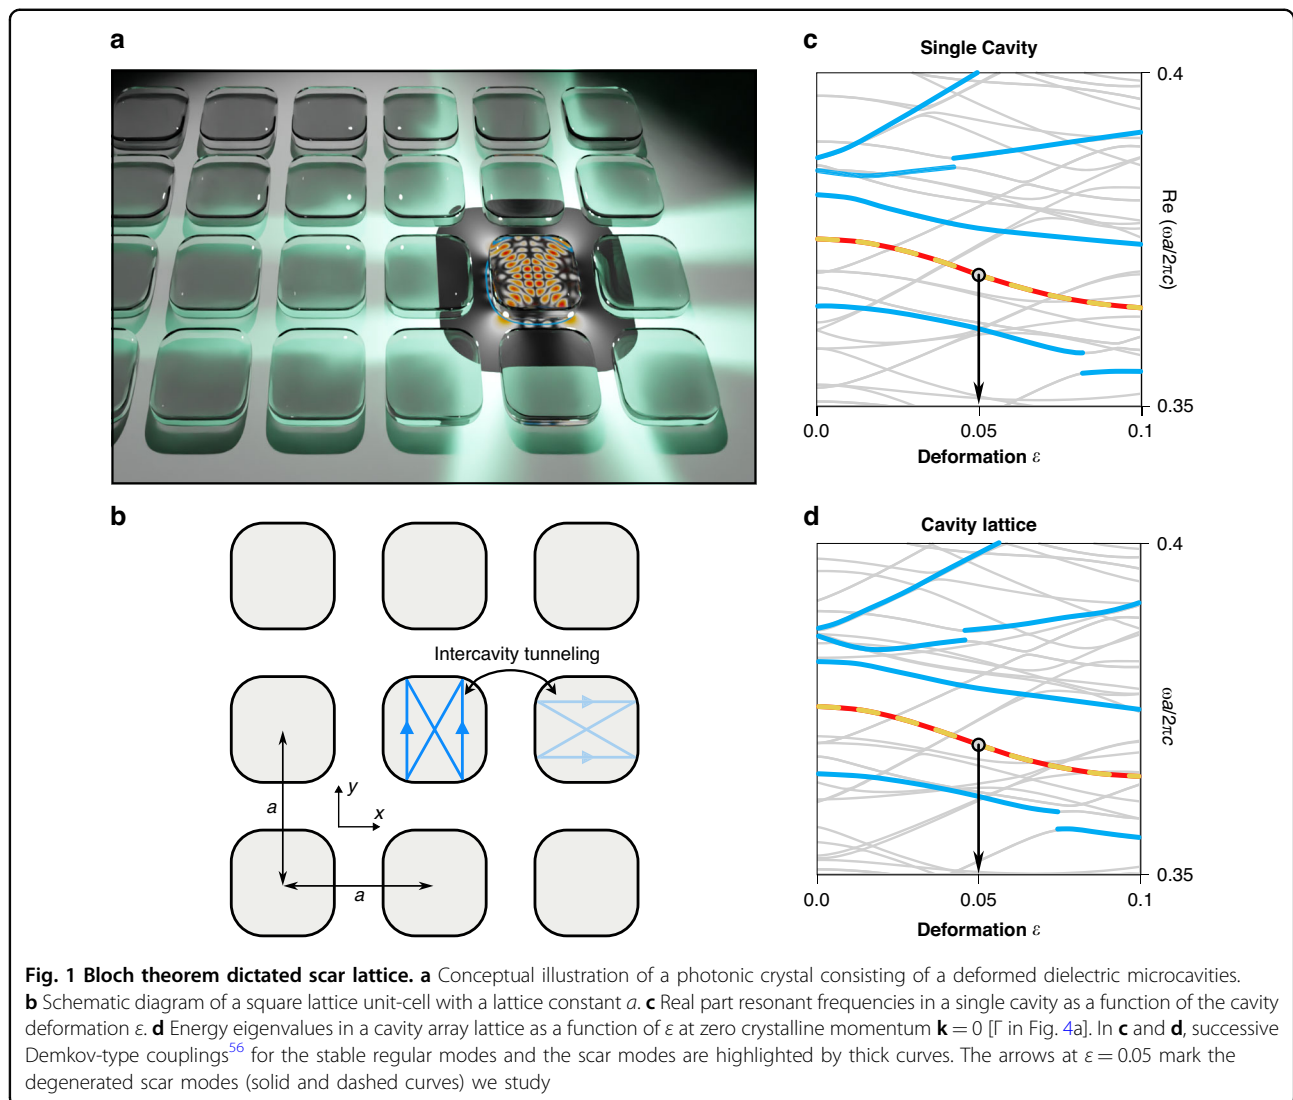 a
b
Intercavity tunneling
a
y
x
a
c
Single Cavity
0.4
Re (ωa/2πc)
0.35
0.0
0.05
0.1
Deformation ε
d
Cavity lattice
0.4
ωa/2πc
0.35
0.0
0.05
0.1
Deformation ε
Fig. 1 Bloch theorem dictated scar lattice. a Conceptual illustration of a photonic crystal consisting of a deformed dielectric microcavities.
b Schematic diagram of a square lattice unit-cell with a lattice constant a. c Real part resonant frequencies in a single cavity as a function of the cavity
deformation ε. d Energy eigenvalues in a cavity array lattice as a function of ε at zero crystalline momentum k = 0 [Γ in Fig. 4a]. In c and d, successive
Demkov-type couplings56 for the stable regular modes and the scar modes are highlighted by thick curves. The arrows at ε = 0.05 mark the
degenerated scar modes (solid and dashed curves) we study